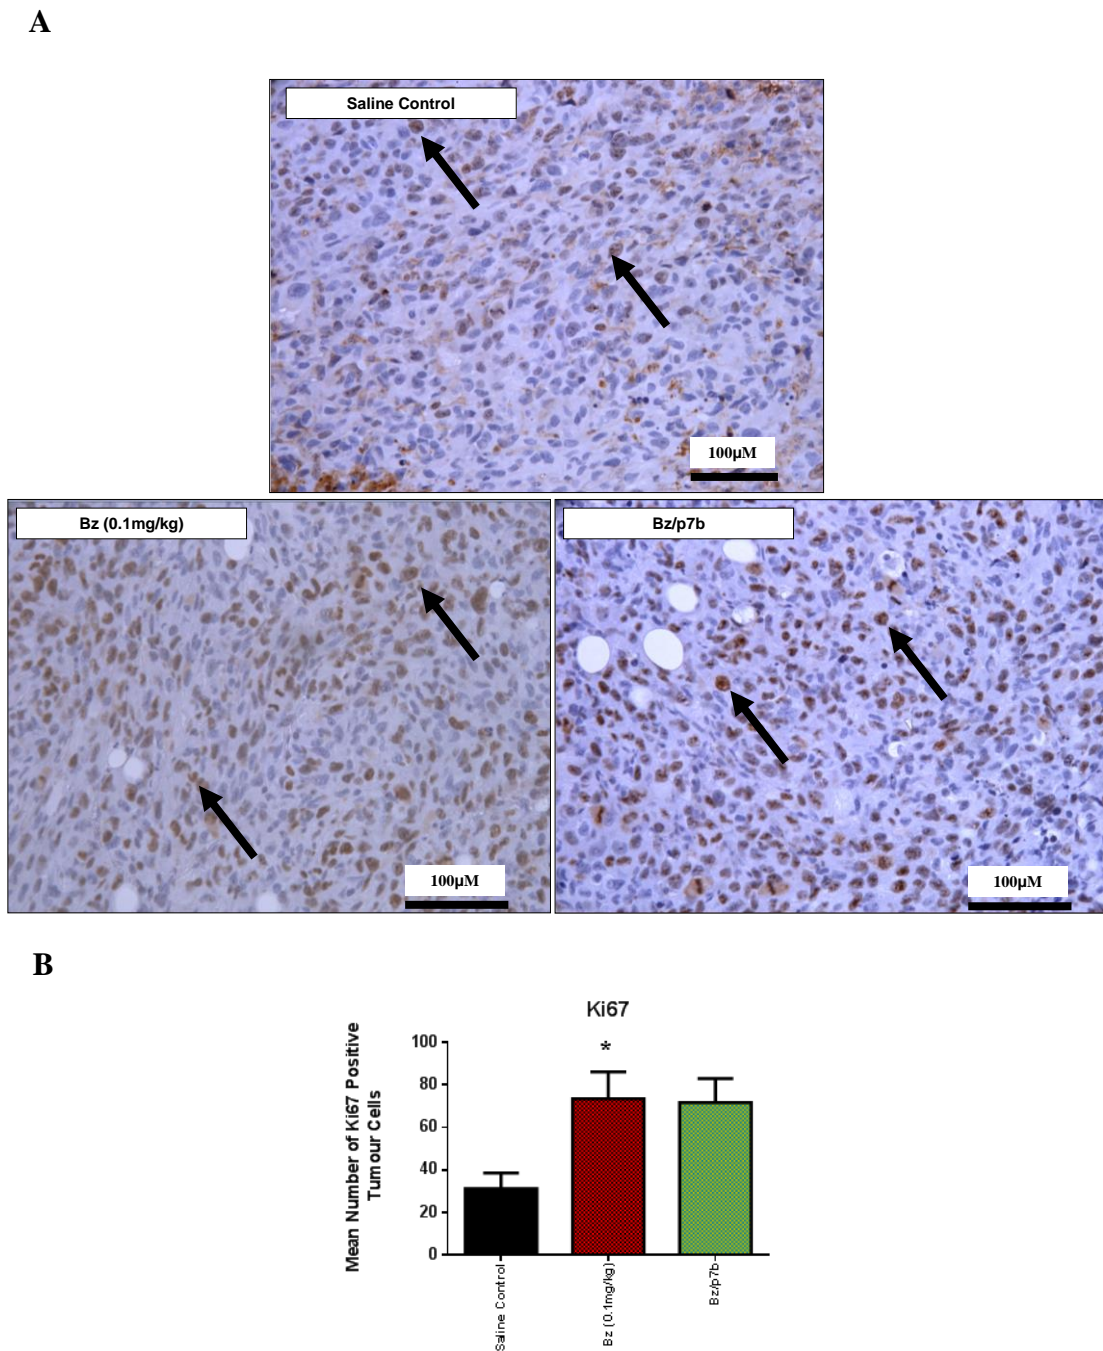 A
Saline Control
100µM
Bz (0.1mg/kg)
Bz/p7b
100µM
100µM
B
Ki67
*
Mean Number of Ki67 Positive
Tumour Cells
100
80
60
40
20
0
Saline Control
Bz (0.1mg/kg)
Bz/p7b